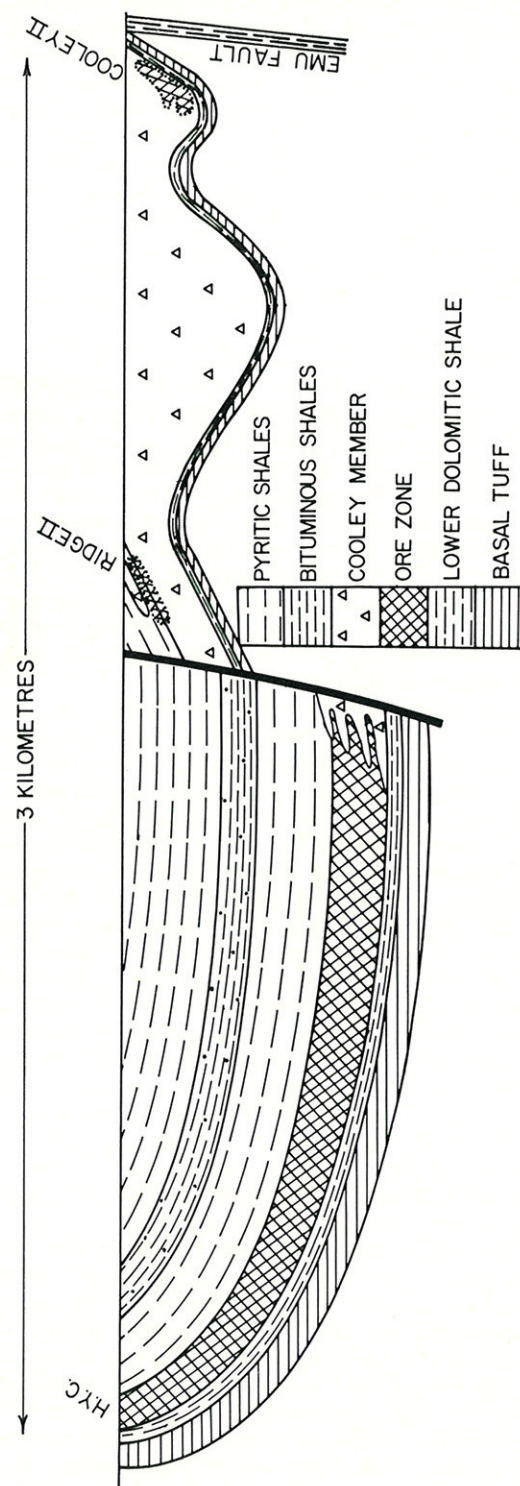 3 KILOMETRES
H.Y.C.
RIDGE II
COOLEY II
EMU FAULT
PYRITIC SHALES
BITUMINOUS SHALES
COOLEY MEMBER
ORE ZONE
LOWER DOLOMITIC SHALE
BASAL TUFF